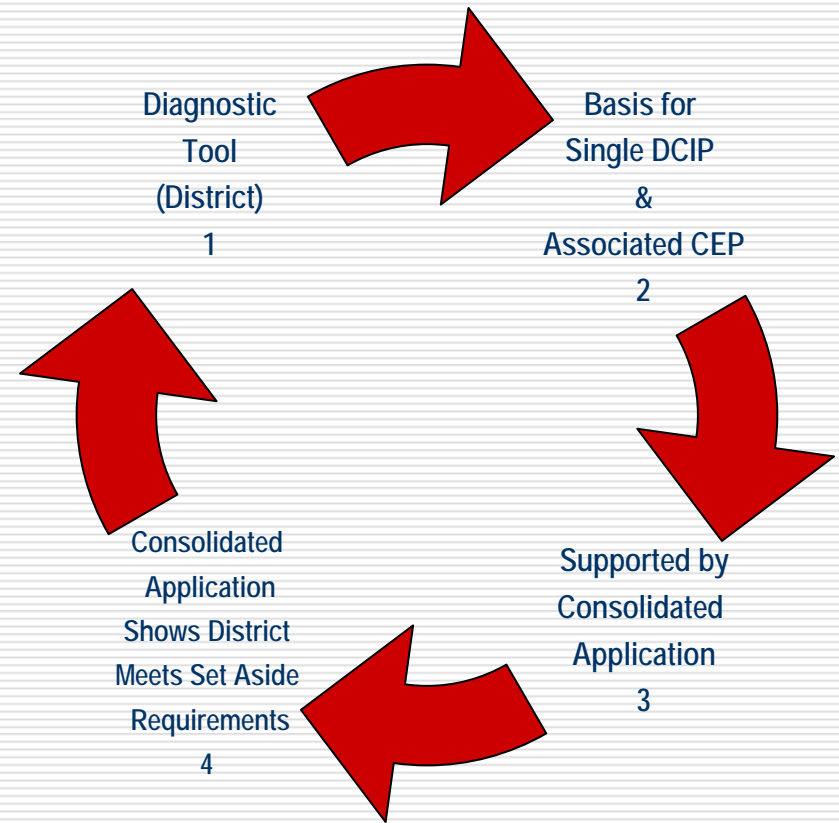 Diagnostic
Tool
(District)
1
Basis for
Single DCIP
&
Associated CEP
2
Supported by
Consolidated
Application
3
Consolidated
Application
Shows District
Meets Set Aside
Requirements
4